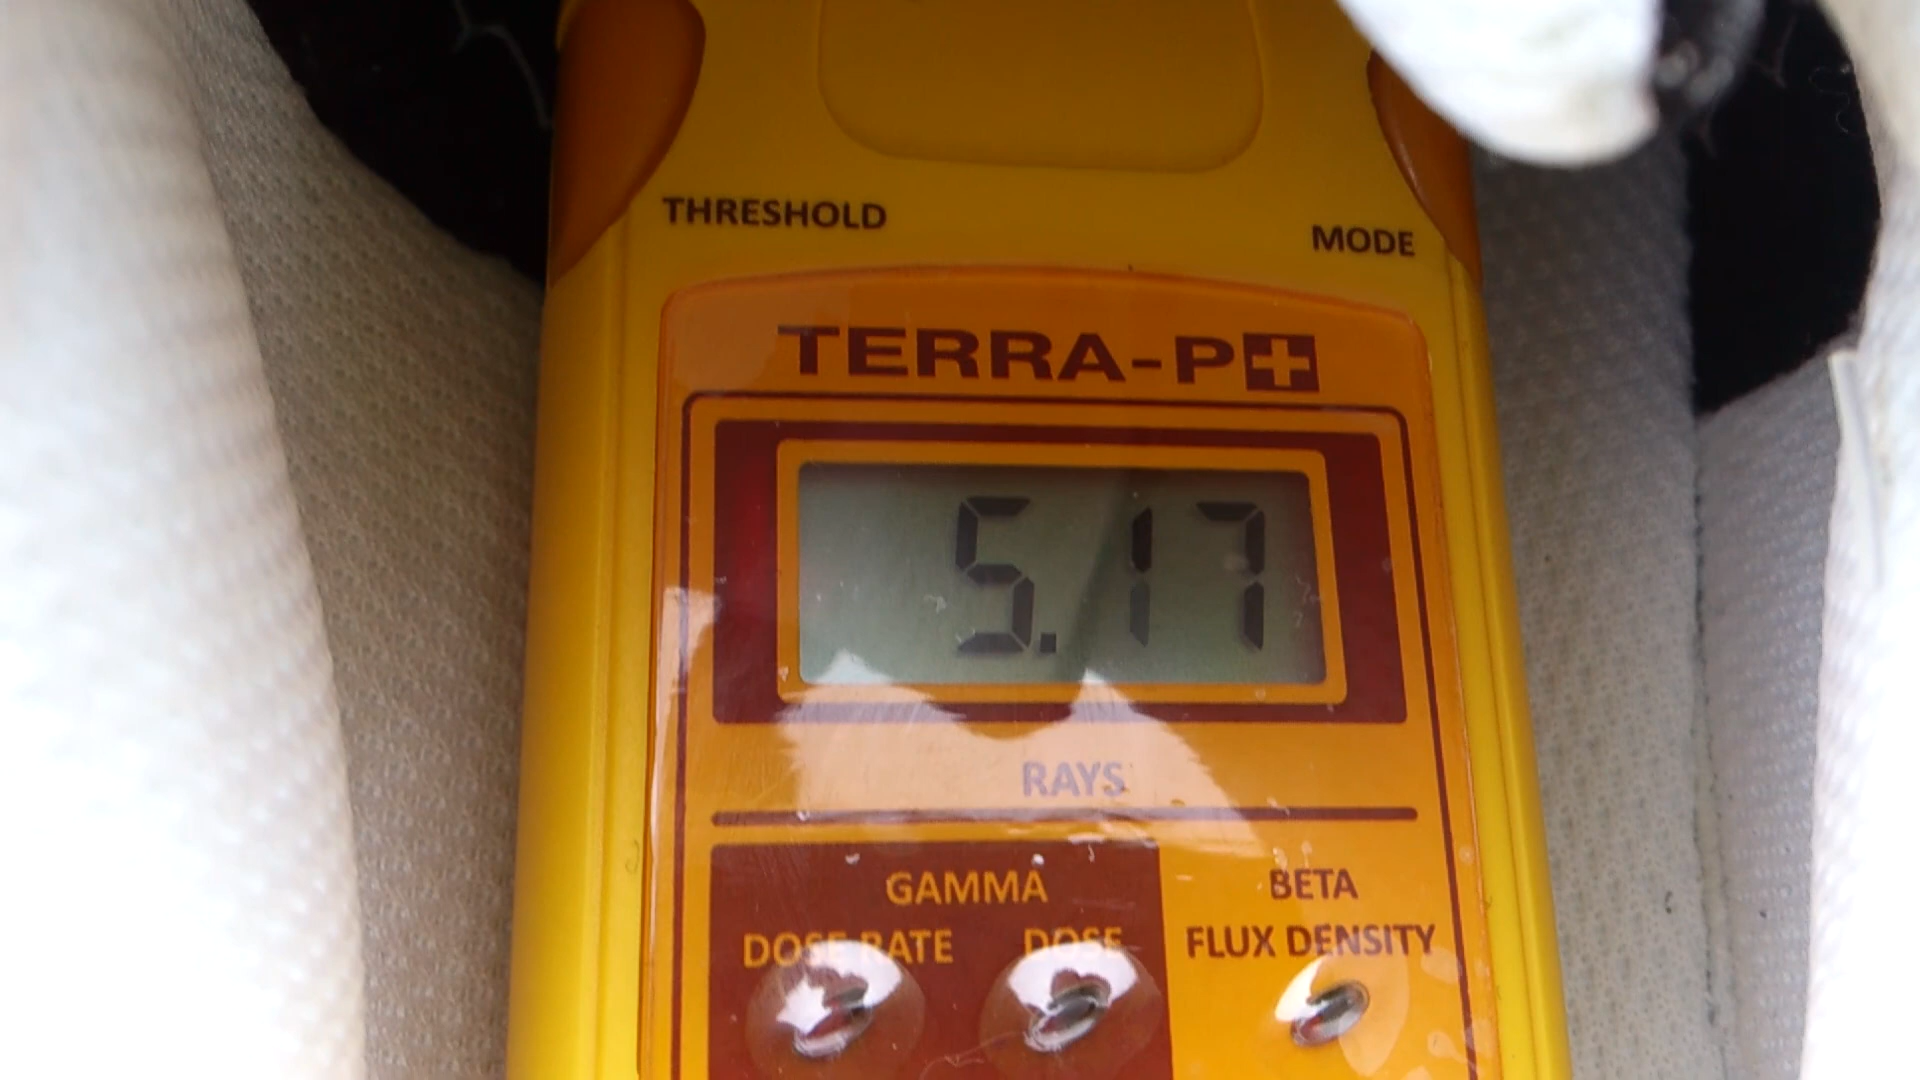 THRESHOLD
MODE
TERRA-P+
5.17
RAYS
GAMMA
BETA
DOSE RATE
DOSE
FLUX DENSITY